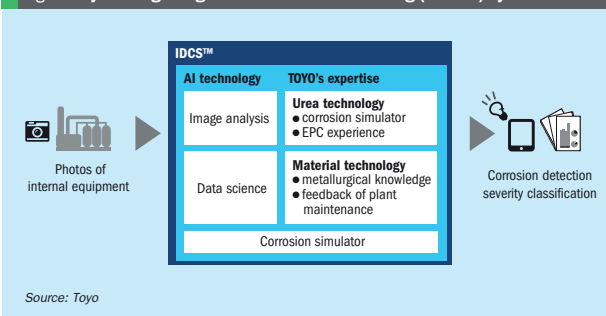 IDCS™
AI technology
TOYO's expertise
Image analysis
Urea technology
● corrosion simulator
● EPC experience
Data science
Material technology
● metallurgical knowledge
● feedback of plant
maintenance
Corrosion simulator
Photos of
internal equipment
Corrosion detection
severity classification
Source: Toyo